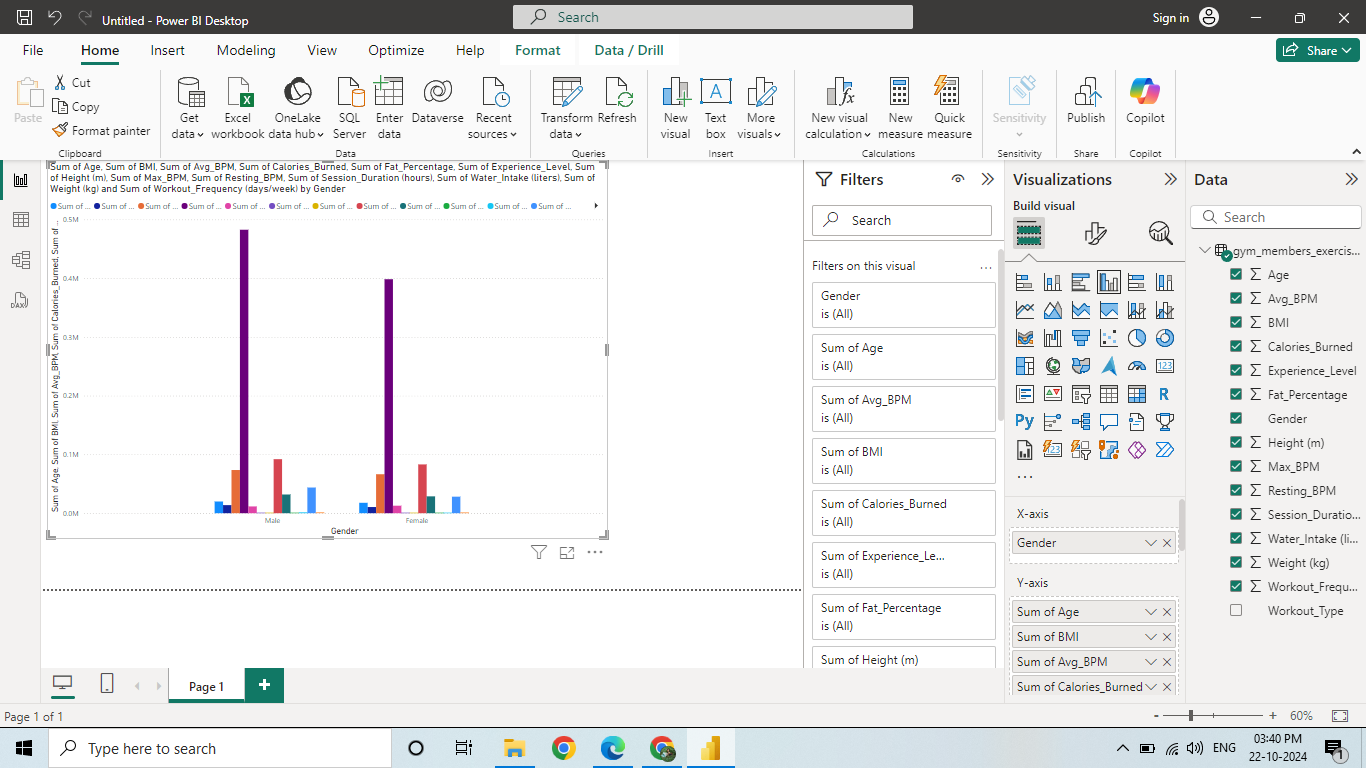 Untitled - Power BI Desktop
Search
Sign in
File
Home
Insert
Modeling
View
Optimize
Help
Format
Data / Drill
Share
Paste
Cut
Copy
Format painter
Clipboard
Get data
Excel workbook
OneLake data hub
SQL Server
Enter data
Dataverse
Recent sources
Data
Transform data
Refresh
Queries
New visual
Text box
More visuals
Insert
New visual calculation
New measure
Quick measure
Calculations
Sensitivity
Sensitivity
Publish
Share
Copilot
Copilot
Sum of Age, Sum of BMI, Sum of Avg_BPM, Sum of Calories_Burned, Sum of Fat_Percentage, Sum of Experience_Level, Sum
of Height (m), Sum of Max_BPM, Sum of Resting_BPM, Sum of Session_Duration (hours), Sum of Water_Intake (liters), Sum of
Weight (kg) and Sum of Workout_Frequency (days/week) by Gender
Sum of ... Sum of ... Sum of ... Sum of ... Sum of ... Sum of ... Sum of ... Sum of ... Sum of ... Sum of ... Sum of ... Sum of ...
0.5M
0.4M
0.3M
0.2M
0.1M
0.0M
Sum of Age, Sum of BMI, Sum of Avg_BPM, Sum of Calories_Burned, Sum of ...
Male
Female
Gender
Page 1
Page 1 of 1
Filters
Search
Filters on this visual
...
Gender
is (All)
Sum of Age
is (All)
Sum of Avg_BPM
is (All)
Sum of BMI
is (All)
Sum of Calories_Burned
is (All)
Sum of Experience_Le...
is (All)
Sum of Fat_Percentage
is (All)
Sum of Height (m)
Visualizations
Build visual
123
R
Py
123
...
X-axis
Gender
Y-axis
Sum of Age
Sum of BMI
Sum of Avg_BPM
Sum of Calories_Burned
Data
Search
gym_members_exercis...
Age
Avg_BPM
BMI
Calories_Burned
Experience_Level
Fat_Percentage
Gender
Height (m)
Max_BPM
Resting_BPM
Session_Duratio...
Water_Intake (li...
Weight (kg)
Workout_Frequ...
Workout_Type
- + 60%
Type here to search
ENG
03:40 PM
22-10-2024
1